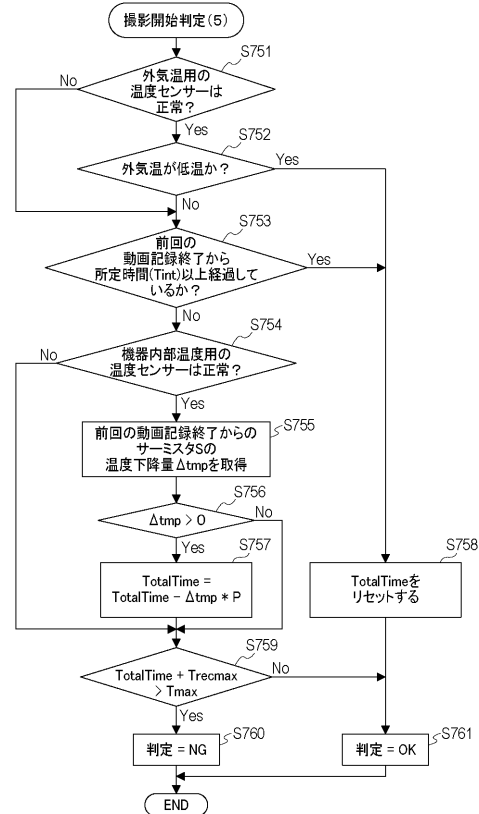 撮影開始判定(5)
S751
外気温用の
温度センサーは
正常？
No
Yes
S752
外気温が低温か？
Yes
No
S753
前回の
動画記録終了から
所定時間(Tint)以上経過して
いるか？
Yes
No
S754
機器内部温度用の
温度センサーは正常？
No
Yes
S755
前回の動画記録終了からの
サーミスタSの
温度下降量Δtmpを取得
S756
Δtmp > 0
No
Yes
S757
TotalTime =
TotalTime - Δtmp * P
S758
TotalTimeを
リセットする
S759
TotalTime + Trecmax
> Tmax
No
Yes
S760
判定 = NG
S761
判定 = OK
END